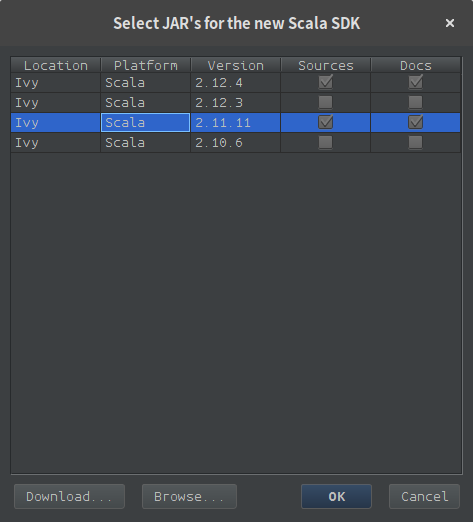 Select JAR's for the new Scala SDK ×
Location Platform Version Sources Docs
Ivy Scala 2.12.4
Ivy Scala 2.12.3
Ivy Scala 2.11.11
Ivy Scala 2.10.6
Download... Browse... OK Cancel